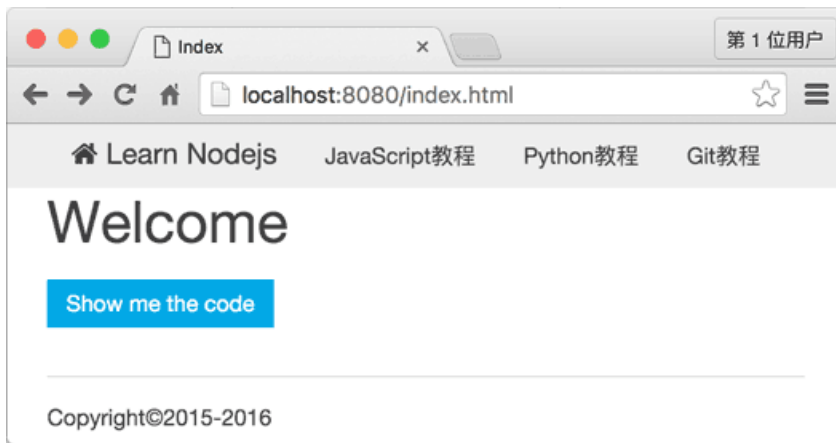 Index
第 1 位用户
localhost:8080/index.html
Learn Nodejs JavaScript教程 Python教程 Git教程
Welcome
Show me the code
Copyright©2015-2016